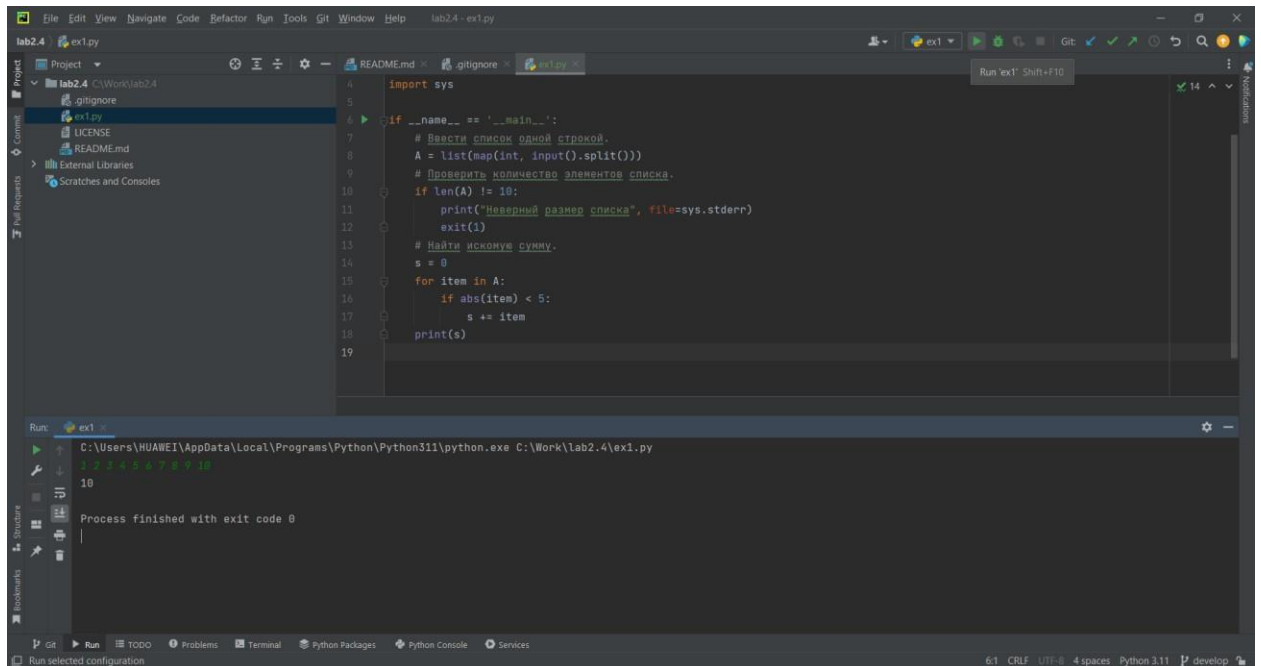 File Edit View Navigate Code Refactor Run Tools Git Window Help lab2.4 - ex1.py
lab2.4 ex1.py ex1 Git:
Project README.md .gitignore ex1.py
Run 'ex1' Shift+F10
lab2.4 C:\Work\lab2.4
.gitignore
ex1.py
LICENSE
README.md
External Libraries
Scratches and Consoles
4 import sys
5
6 if __name__ == '__main__':
7 # Ввести список одной строкой.
8 A = list(map(int, input().split()))
9 # Проверить количество элементов списка.
10 if len(A) != 10:
11 print("Неверный размер списка", file=sys.stderr)
12 exit(1)
13 # Найти искомую сумму.
14 s = 0
15 for item in A:
16 if abs(item) < 5:
17 s += item
18 print(s)
19
14
Project
Commit
Pull Requests
Notifications
Run: ex1
C:\Users\HUAWEI\AppData\Local\Programs\Python\Python311\python.exe C:\Work\lab2.4\ex1.py
1 2 3 4 5 6 7 8 9 10
10
Process finished with exit code 0
Structure
Bookmarks
Git Run TODO Problems Terminal Python Packages Python Console Services
Run selected configuration 6:1 CRLF UTF-8 4 spaces Python 3.11 develop